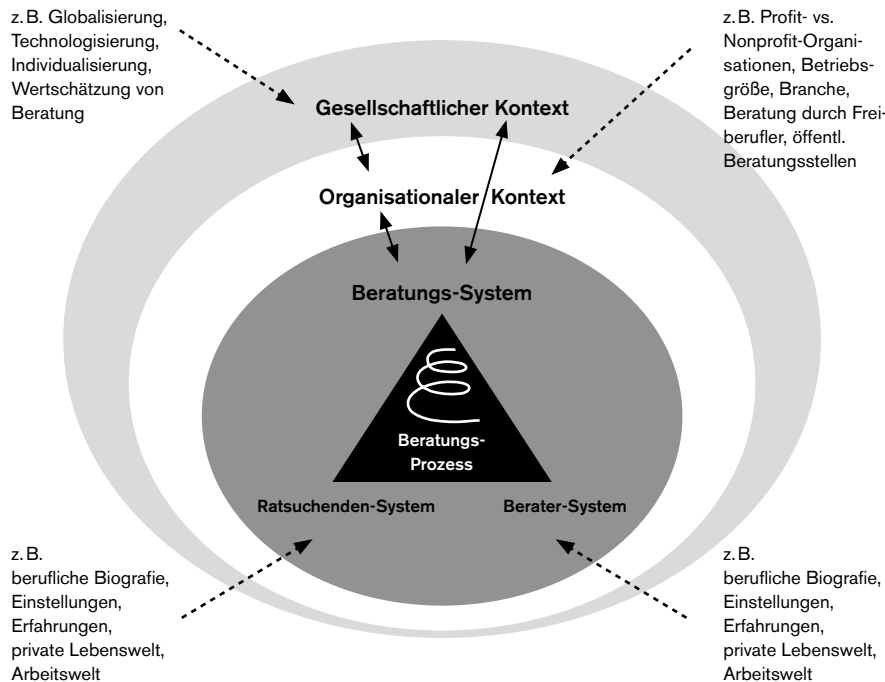 z. B. Globalisierung,
Technologisierung,
Individualisierung,
Wertschätzung von
Beratung
z. B. Profit- vs.
Nonprofit-Organi-
sationen, Betriebs-
größe, Branche,
Beratung durch Frei-
berufler, öffentl.
Beratungsstellen
Gesellschaftlicher Kontext
Organisationaler Kontext
Beratungs-System
Beratungs-
Prozess
Ratsuchenden-System
Berater-System
z. B.
berufliche Biografie,
Einstellungen,
Erfahrungen,
private Lebenswelt,
Arbeitswelt
z. B.
berufliche Biografie,
Einstellungen,
Erfahrungen,
private Lebenswelt,
Arbeitswelt